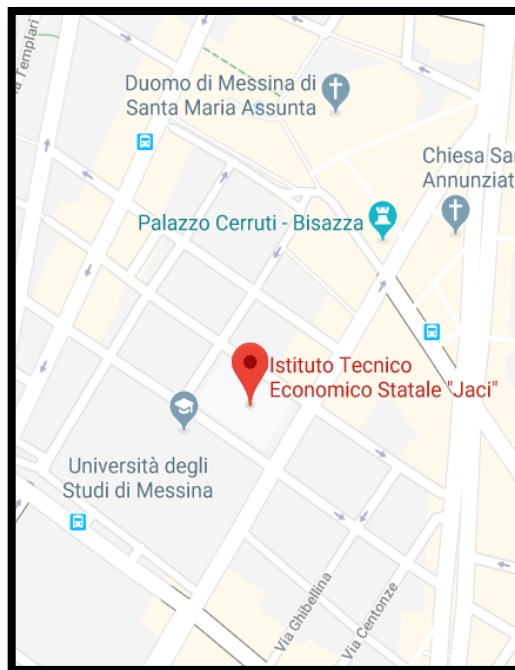 Templari
Duomo di Messina di
Santa Maria Assunta
Chiesa Sa
Annunziat
Palazzo Cerruti - Bisazza
Istituto Tecnico
Economico Statale "Jaci"
Università degli
Studi di Messina
Via Ghibellina
Via Centonze